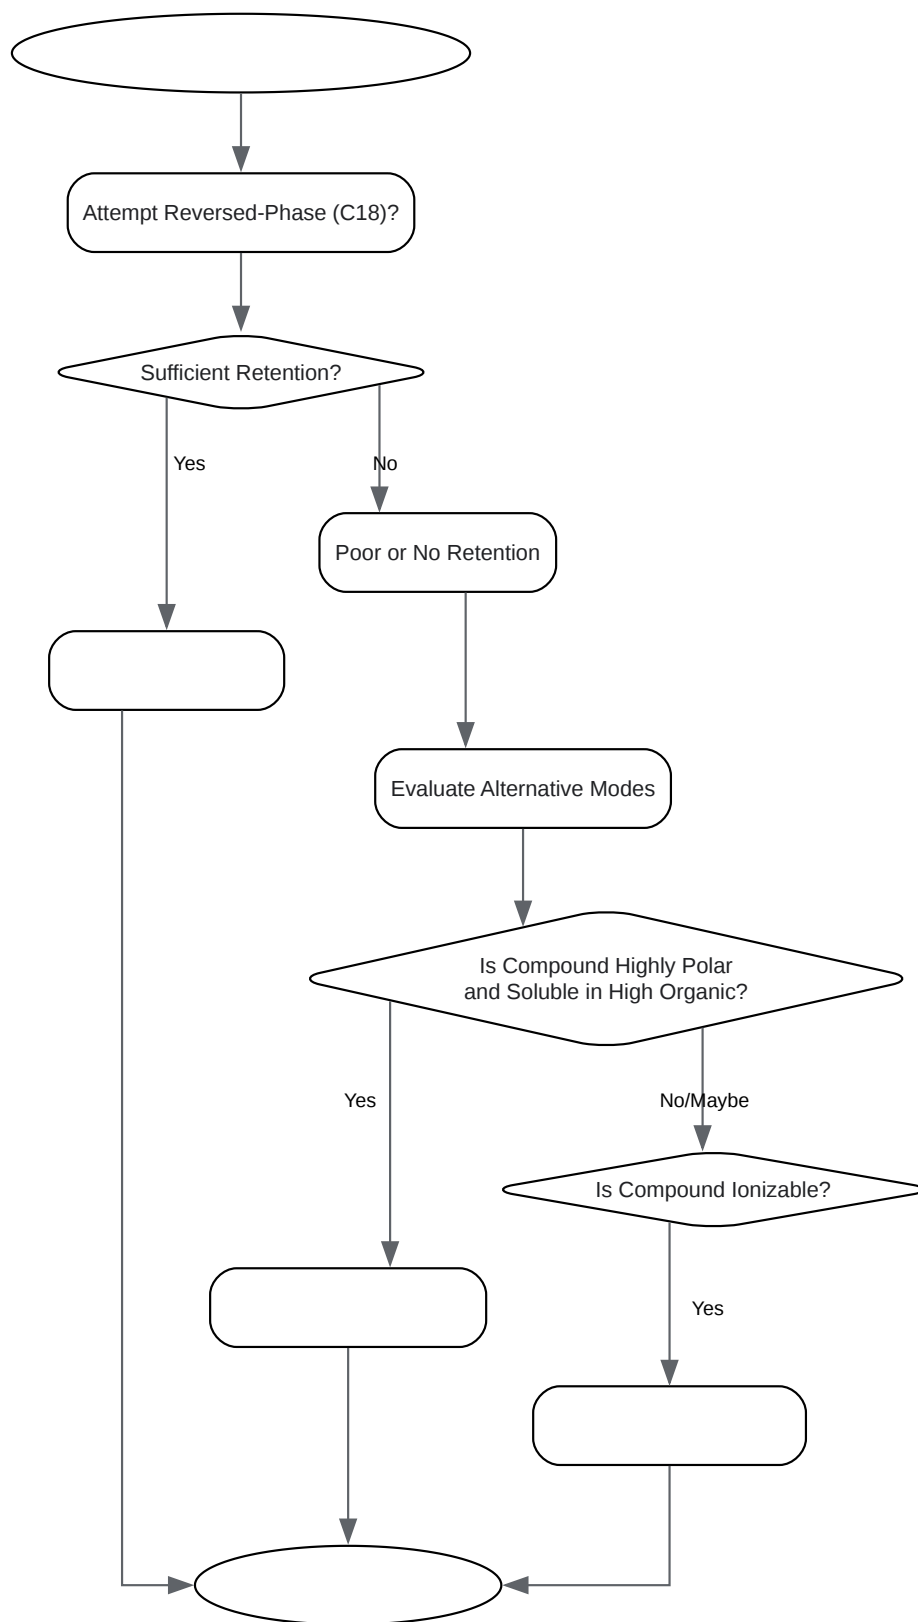 Attempt Reversed-Phase (C18)?
Sufficient Retention?
Yes
No
Poor or No Retention
Evaluate Alternative Modes
Is Compound Highly Polar
and Soluble in High Organic?
Yes
No/Maybe
Is Compound Ionizable?
Yes